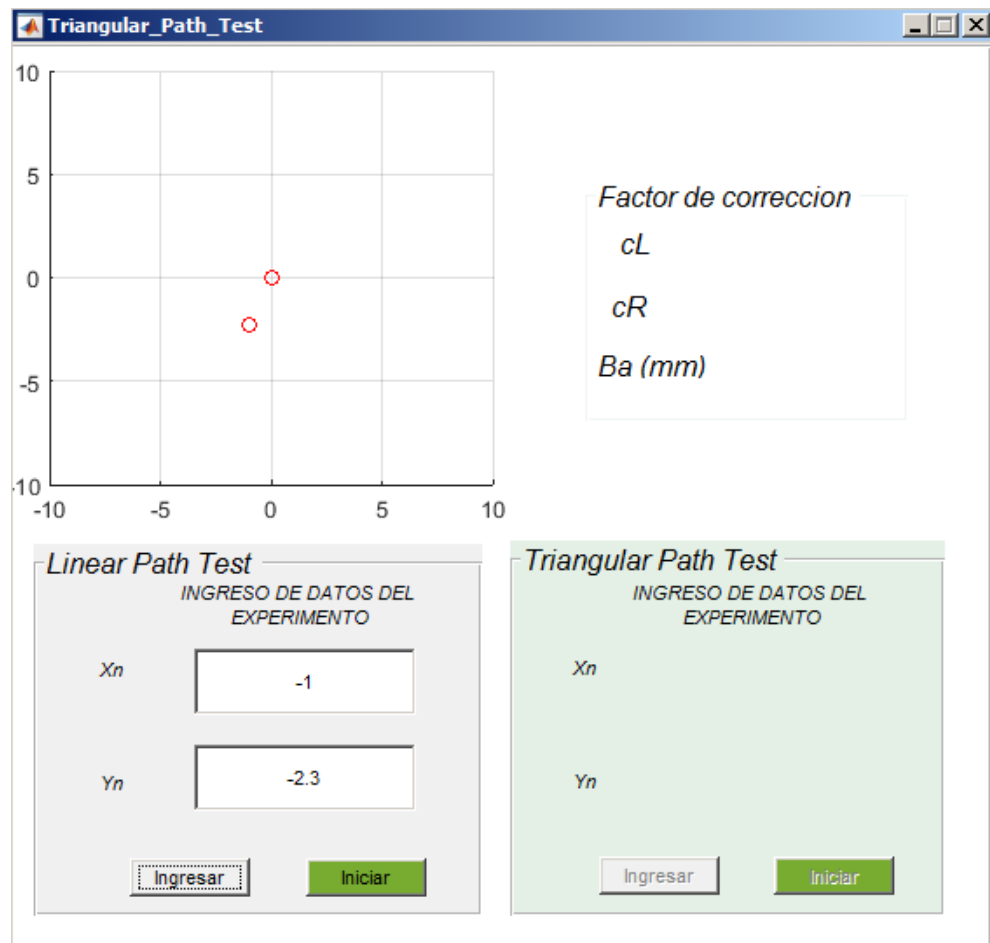 Triangular_Path_Test
10
5
0
-5
-10
-10
-5
0
5
10
Factor de correccion
cL
cR
Ba (mm)
Linear Path Test
INGRESO DE DATOS DEL
EXPERIMENTO
Xn
-1
Yn
-2.3
Ingresar
Iniciar
Triangular Path Test
INGRESO DE DATOS DEL
EXPERIMENTO
Xn
Yn
Ingresar
Iniciar